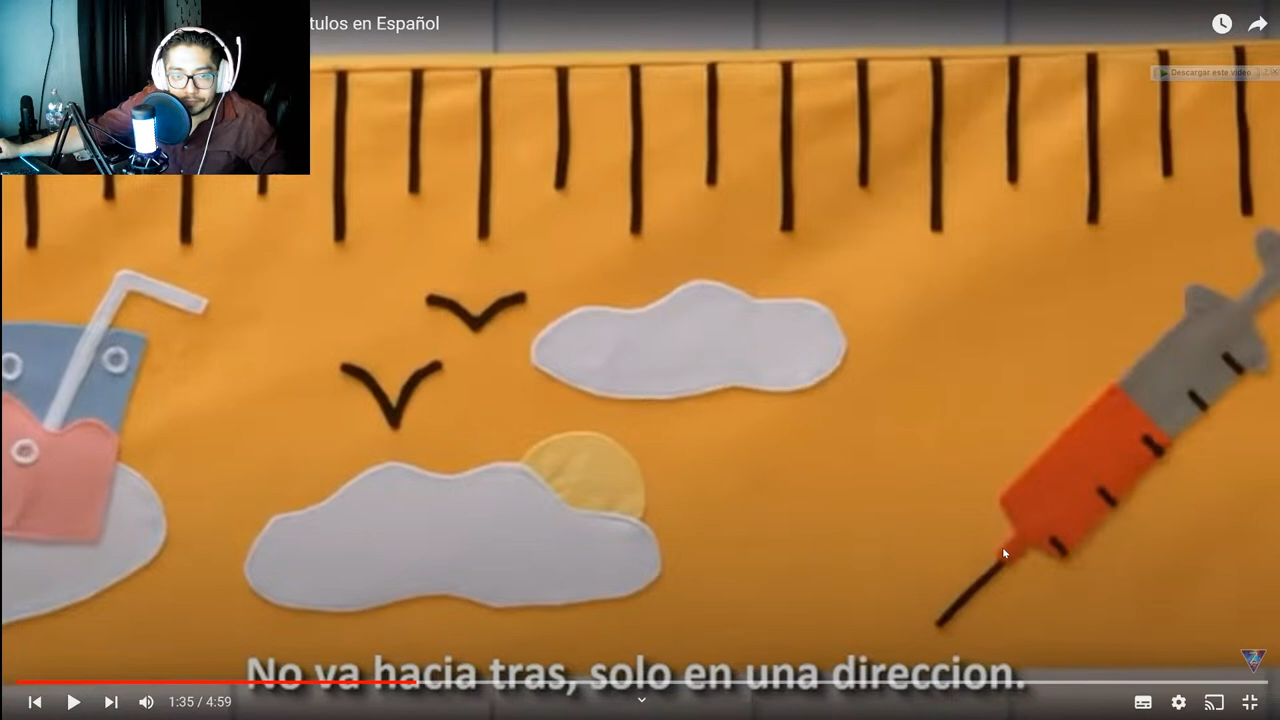 tulos en Español
Descargar este video
No va hacia tras, solo en una direccion.
1:35 / 4:59